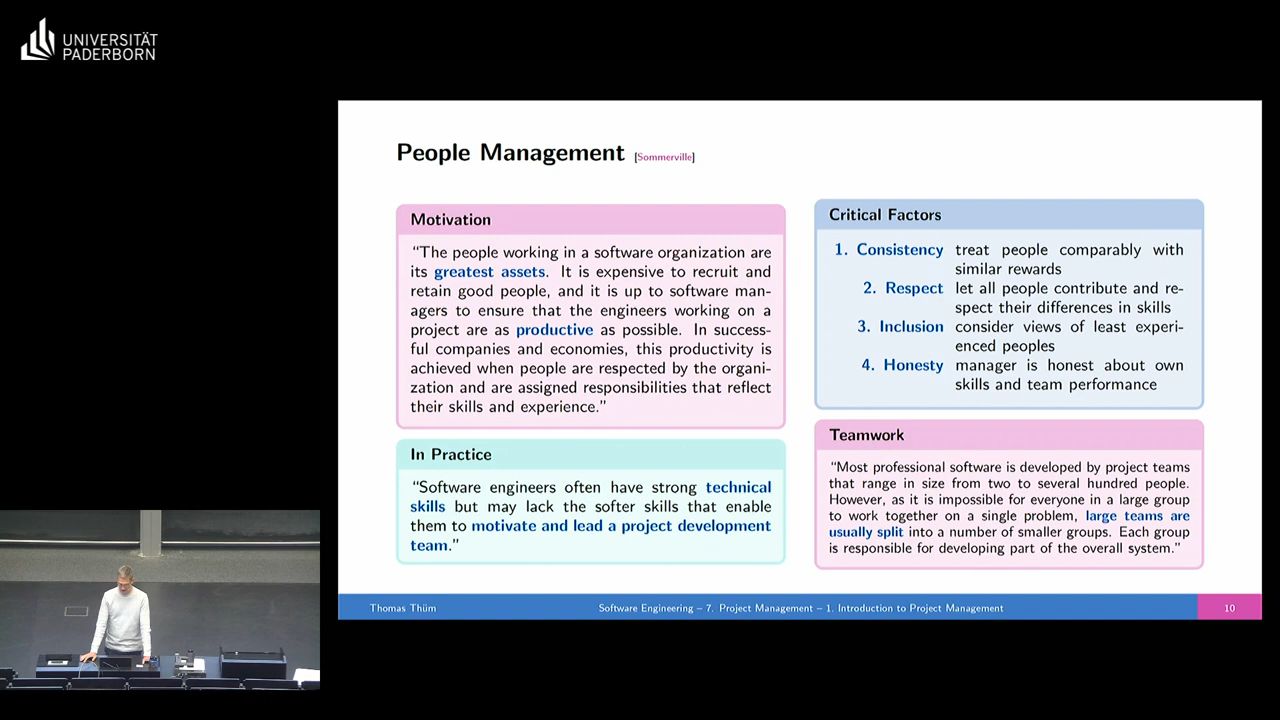 UNIVERSITÄT
PADERBORN
People Management [Sommerville]
Motivation
“The people working in a software organization are
its greatest assets. It is expensive to recruit and
retain good people, and it is up to software man-
agers to ensure that the engineers working on a
project are as productive as possible. In success-
ful companies and economies, this productivity is
achieved when people are respected by the organi-
zation and are assigned responsibilities that reflect
their skills and experience.”
In Practice
“Software engineers often have strong technical
skills but may lack the softer skills that enable
them to motivate and lead a project development
team.”
Critical Factors
1. Consistency treat people comparably with
similar rewards
2. Respect let all people contribute and re-
spect their differences in skills
3. Inclusion consider views of least experi-
enced peoples
4. Honesty manager is honest about own
skills and team performance
Teamwork
“Most professional software is developed by project teams
that range in size from two to several hundred people.
However, as it is impossible for everyone in a large group
to work together on a single problem, large teams are
usually split into a number of smaller groups. Each group
is responsible for developing part of the overall system.”
Thomas Thüm
Software Engineering – 7. Project Management – 1. Introduction to Project Management
10